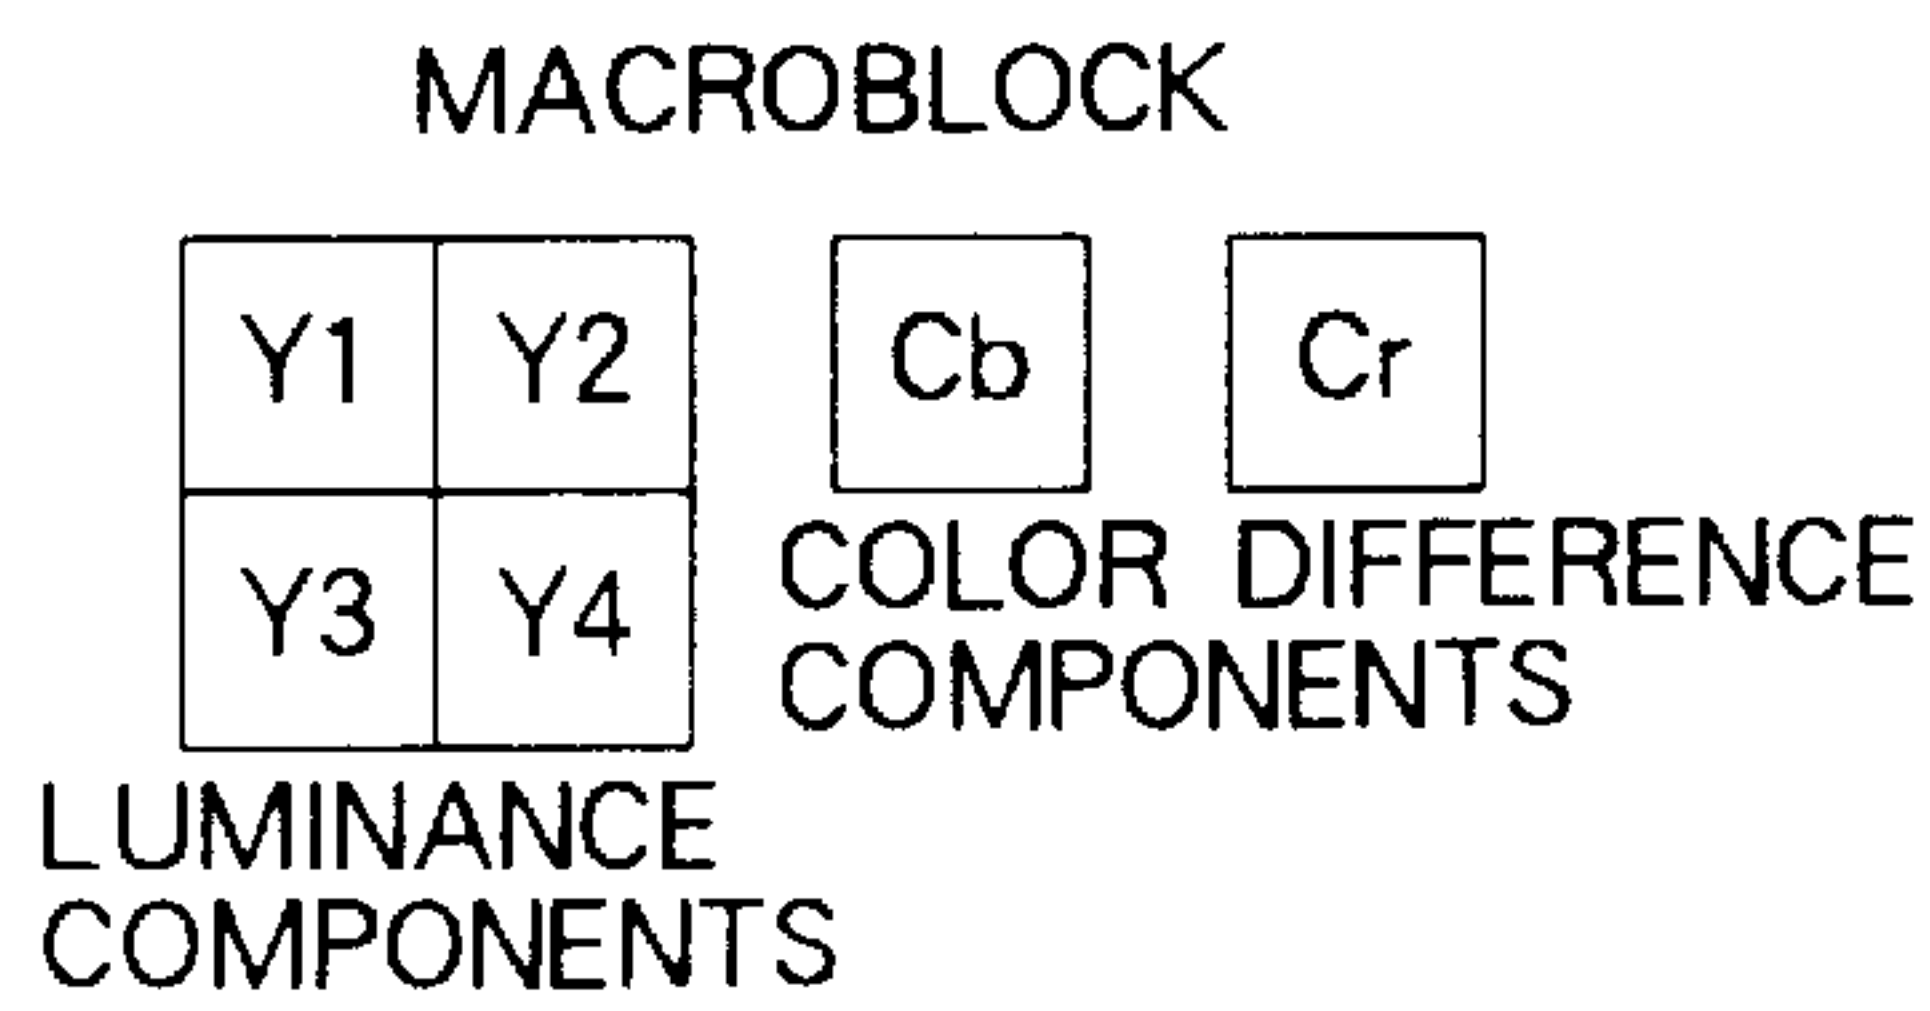 MACROBLOCK
Y1 Y2 Cb Cr
Y3 Y4
COLOR DIFFERENCE
COMPONENTS
LUMINANCE
COMPONENTS